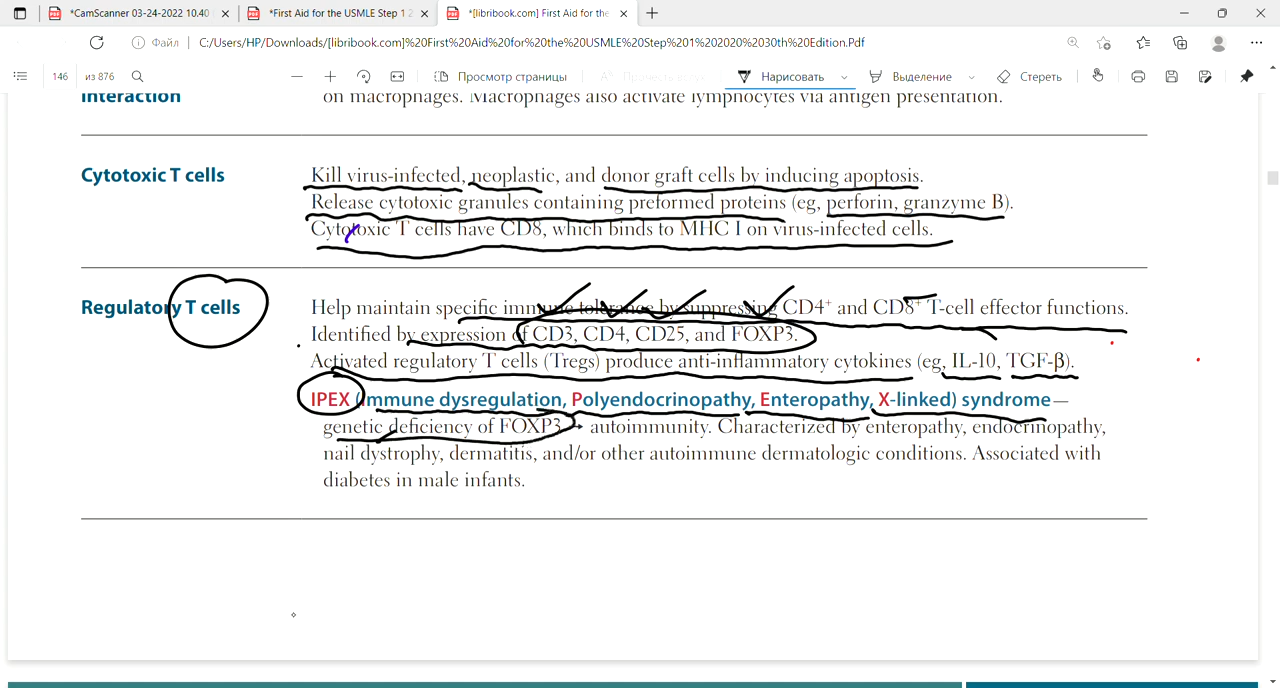 *CamScanner 03-24-2022 10.40
*First Aid for the USMLE Step 1 2
*[libribook.com] First Aid for the
Файл
C:/Users/HP/Downloads/[libribook.com]%20First%20Aid%20for%20the%20USMLE%20Step%201%202020%2030th%20Edition.Pdf
146 из 876 Просмотр страницы Прочесть вслух Нарисовать Выделение Стереть
Interaction
on macrophages. Macrophages also activate lymphocytes via antigen presentation.
Cytotoxic T cells
Kill virus-infected, neoplastic, and donor graft cells by inducing apoptosis.
Release cytotoxic granules containing preformed proteins (eg, perforin, granzyme B).
Cytotoxic T cells have CD8, which binds to MHC I on virus-infected cells.
Regulatory T cells
Help maintain specific immune tolerance by suppressing CD4+ and CD8+ T-cell effector functions.
Identified by expression of CD3, CD4, CD25, and FOXP3.
Activated regulatory T cells (Tregs) produce anti-inflammatory cytokines (eg, IL-10, TGF-β).
IPEX (Immune dysregulation, Polyendocrinopathy, Enteropathy, X-linked) syndrome—
genetic deficiency of FOXP3 → autoimmunity. Characterized by enteropathy, endocrinopathy,
nail dystrophy, dermatitis, and/or other autoimmune dermatologic conditions. Associated with
diabetes in male infants.